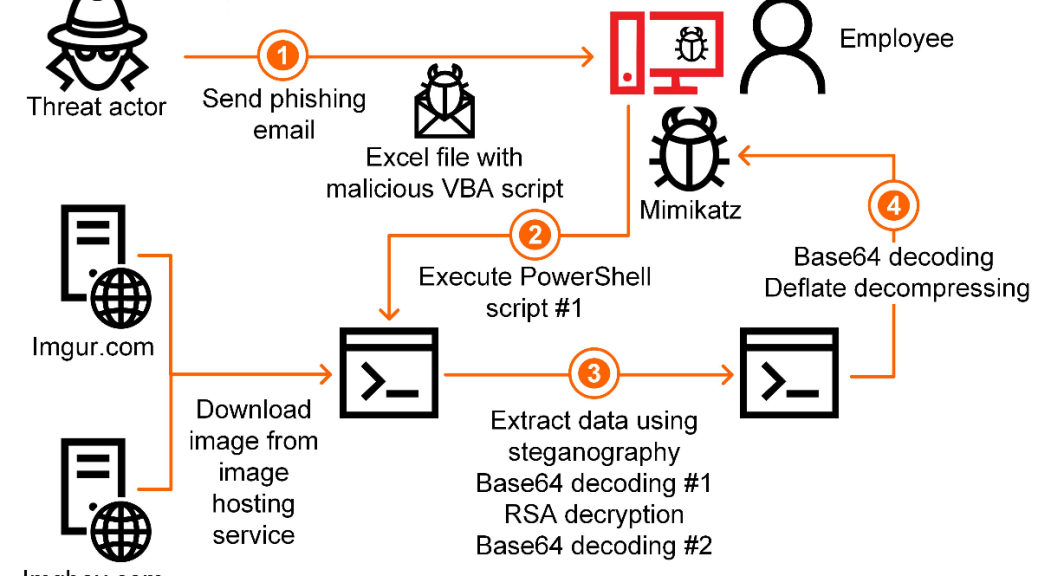 Threat actor
1
Send phishing
email
Excel file with
malicious VBA script
Employee
Mimikatz
2
Execute PowerShell
script #1
4
Base64 decoding
Deflate decompressing
Imgur.com
Download
image from
image
hosting
service
>_
3
Extract data using
steganography
Base64 decoding #1
RSA decryption
Base64 decoding #2
>_